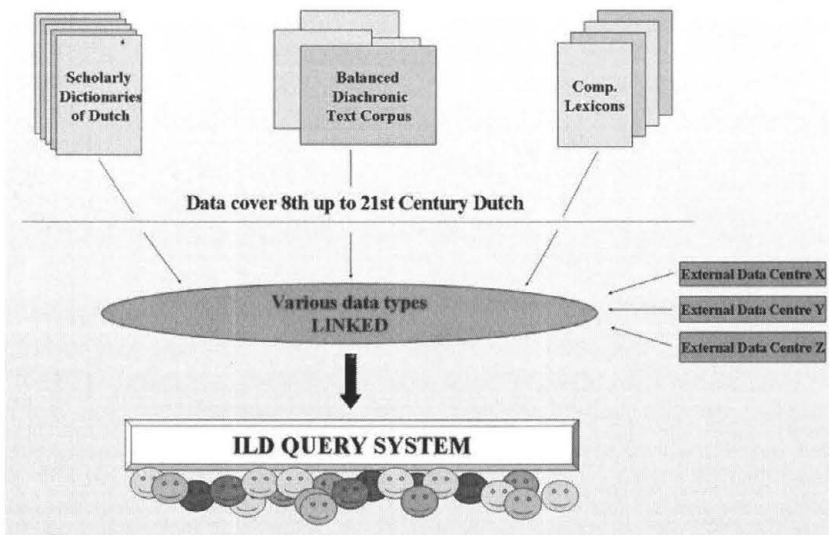 Scholarly
Dictionaries
of Dutch
Balanced
Diachronic
Text Corpus
Comp.
Lexicons
Data cover 8th up to 21st Century Dutch
Various data types
LINKED
External Data Centre X
External Data Centre Y
External Data Centre Z
ILD QUERY SYSTEM